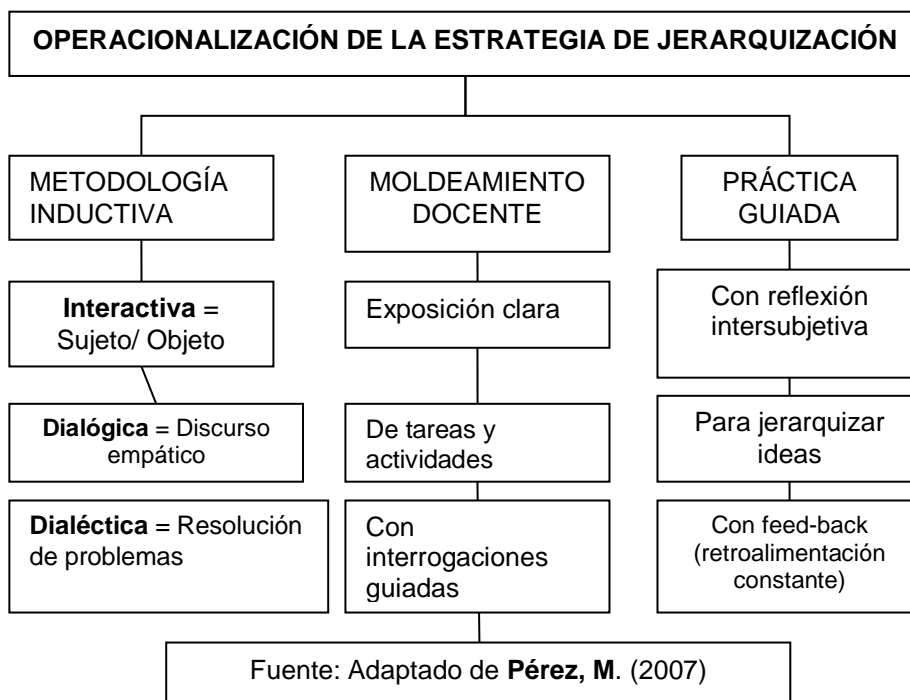 OPERACIONALIZACIÓN DE LA ESTRATEGIA DE JERARQUIZACIÓN
METODOLOGÍA
INDUCTIVA
MOLDEAMIENTO
DOCENTE
PRÁCTICA
GUIADA
Interactiva =
Sujeto/ Objeto
Exposición clara
Con reflexión
intersubjetiva
Dialógica = Discurso
empático
De tareas y
actividades
Para jerarquizar
ideas
Dialéctica = Resolución
de problemas
Con
interrogaciones
guiadas
Con feed-back
(retroalimentación
constante)
Fuente: Adaptado de Pérez, M. (2007)